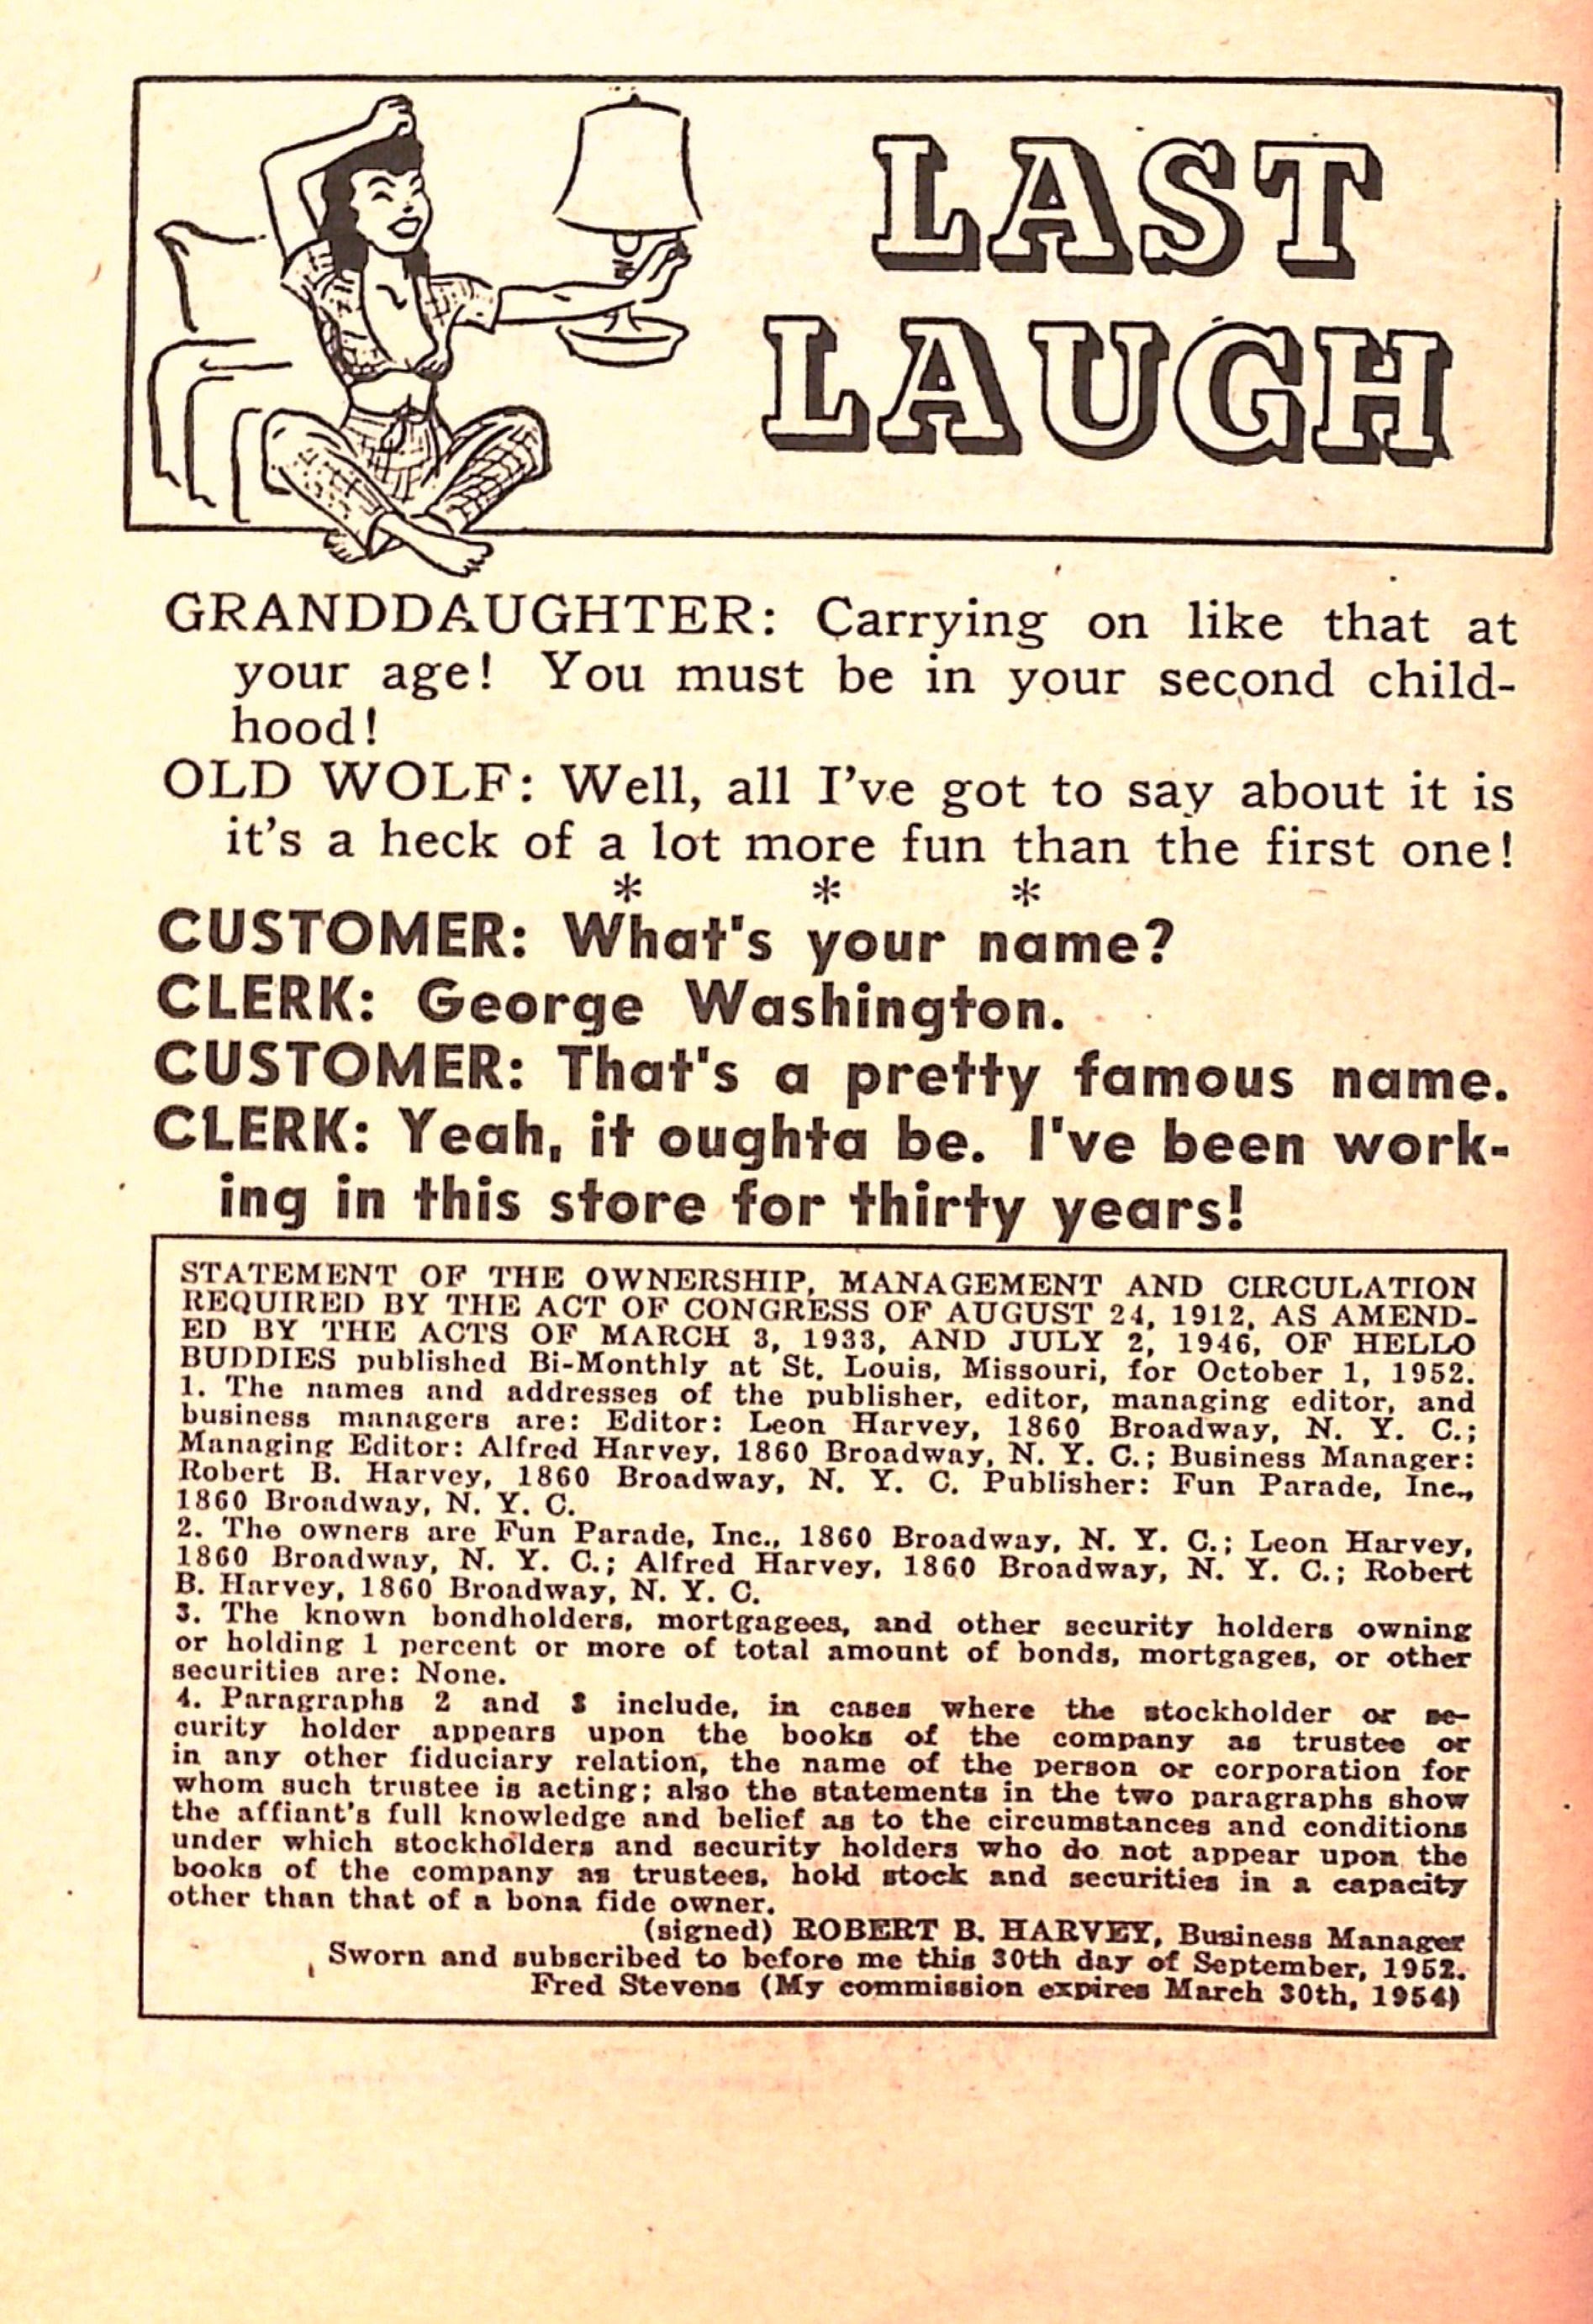 LAST
LAUGH
GRANDDAUGHTER: Carrying on like that at
your age! You must be in your second child-
hood!
OLD WOLF: Well, all I've got to say about it is
it's a heck of a lot more fun than the first one!
* * *
CUSTOMER: What's your name?
CLERK: George Washington.
CUSTOMER: That's a pretty famous name.
CLERK: Yeah, it oughta be. I've been work-
ing in this store for thirty years!
STATEMENT OF THE OWNERSHIP, MANAGEMENT AND CIRCULATION
REQUIRED BY THE ACT OF CONGRESS OF AUGUST 24, 1912, AS AMEND-
ED BY THE ACTS OF MARCH 3, 1933, AND JULY 2, 1946, OF HELLO
BUDDIES published Bi-Monthly at St. Louis, Missouri, for October 1, 1952.
1. The names and addresses of the publisher, editor, managing editor, and
business managers are: Editor: Leon Harvey, 1860 Broadway, N. Y. C.;
Managing Editor: Alfred Harvey, 1860 Broadway, N. Y. C.; Business Manager:
Robert B. Harvey, 1860 Broadway, N. Y. C. Publisher: Fun Parade, Inc.,
1860 Broadway, N. Y. C.
2. The owners are Fun Parade, Inc., 1860 Broadway, N. Y. C.; Leon Harvey,
1860 Broadway, N. Y. C.; Alfred Harvey, 1860 Broadway, N. Y. C.; Robert
B. Harvey, 1860 Broadway, N. Y. C.
3. The known bondholders, mortgagees, and other security holders owning
or holding 1 percent or more of total amount of bonds, mortgages, or other
securities are: None.
4. Paragraphs 2 and 3 include, in cases where the stockholder or se-
curity holder appears upon the books of the company as trustee or
in any other fiduciary relation, the name of the person or corporation for
whom such trustee is acting; also the statements in the two paragraphs show
the affiant's full knowledge and belief as to the circumstances and conditions
under which stockholders and security holders who do not appear upon the
books of the company as trustees, hold stock and securities in a capacity
other than that of a bona fide owner.
(signed) ROBERT B. HARVEY, Business Manager
Sworn and subscribed to before me this 30th day of September, 1952.
Fred Stevens (My commission expires March 30th, 1954)